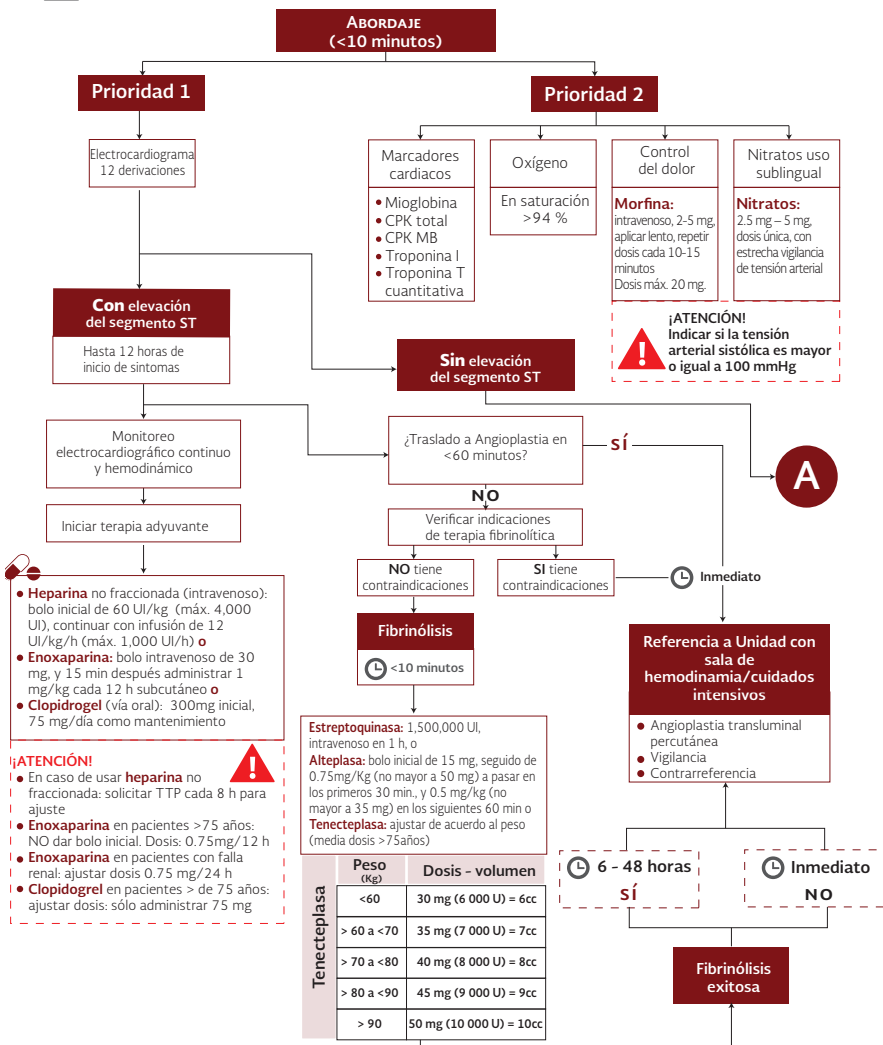 ABORDAJE
(<10 minutos)
Prioridad 1
Prioridad 2
Electrocardiograma
12 derivaciones
Marcadores
cardiacos
• Mioglobina
• CPK total
• CPK MB
• Troponina I
• Troponina T
cuantitativa
Oxígeno
En saturación
>94 %
Control
del dolor
Morfina:
intravenoso, 2-5 mg,
aplicar lento, repetir
dosis cada 10-15
minutos
Dosis máx. 20 mg.
Nitratos uso
sublingual
Nitratos:
2.5 mg – 5 mg,
dosis única, con
estrecha vigilancia
de tensión arterial
¡ATENCIÓN!
Indicar si la tensión
arterial sistólica es mayor
o igual a 100 mmHg
Con elevación
del segmento ST
Hasta 12 horas de
inicio de sintomas
Sin elevación
del segmento ST
A
Monitoreo
electrocardiográfico continuo
y hemodinámico
Iniciar terapia adyuvante
¿Traslado a Angioplastia en
<60 minutos?
SÍ
NO
Verificar indicaciones
de terapia fibrinolítica
NO tiene
contraindicaciones
SI tiene
contraindicaciones
Inmediato
• Heparina no fraccionada (intravenoso):
bolo inicial de 60 UI/kg (máx. 4,000
UI), continuar con infusión de 12
UI/kg/h (máx. 1,000 UI/h) o
• Enoxaparina: bolo intravenoso de 30
mg, y 15 min después administrar 1
mg/kg cada 12 h subcutáneo o
• Clopidrogel (vía oral): 300mg inicial,
75 mg/día como mantenimiento
¡ATENCIÓN!
• En caso de usar heparina no
fraccionada: solicitar TTP cada 8 h para
ajuste
• Enoxaparina en pacientes >75 años:
NO dar bolo inicial. Dosis: 0.75mg/12 h
• Enoxaparina en pacientes con falla
renal: ajustar dosis 0.75 mg/24 h
• Clopidogrel en pacientes > de 75 años:
ajustar dosis: sólo administrar 75 mg
Fibrinólisis
<10 minutos
Estreptoquinasa: 1,500,000 UI,
intravenoso en 1 h, o
Alteplasa: bolo inicial de 15 mg, seguido de
0.75mg/Kg (no mayor a 50 mg) a pasar en
los primeros 30 min., y 0.5 mg/kg (no
mayor a 35 mg) en los siguientes 60 min o
Tenecteplasa: ajustar de acuerdo al peso
(media dosis >75años)
Tenecteplasa
Peso
(Kg)
Dosis - volumen
<60
30 mg (6 000 U) = 6cc
> 60 a <70
35 mg (7 000 U) = 7cc
> 70 a <80
40 mg (8 000 U) = 8cc
> 80 a <90
45 mg (9 000 U) = 9cc
> 90
50 mg (10 000 U) = 10cc
Referencia a Unidad con
sala de
hemodinamia/cuidados
intensivos
• Angioplastia transluminal
percutánea
• Vigilancia
• Contrarreferencia
6 - 48 horas
SÍ
Inmediato
NO
Fibrinólisis
exitosa